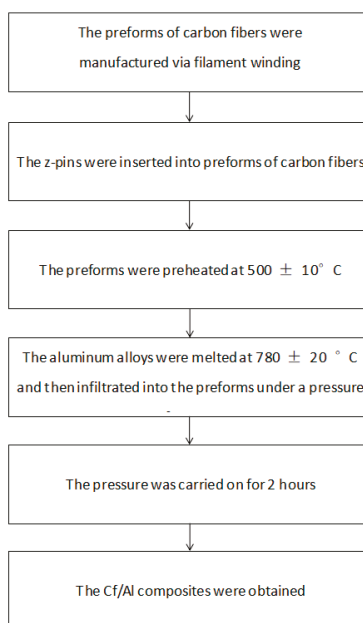 The preforms of carbon fibers were
manufactured via filament winding
The z-pins were inserted into preforms of carbon fibers
The preforms were preheated at 500 ± 10° C
The aluminum alloys were melted at 780 ± 20 ° C
and then infiltrated into the preforms under a pressure
The pressure was carried on for 2 hours
The Cf/Al composites were obtained